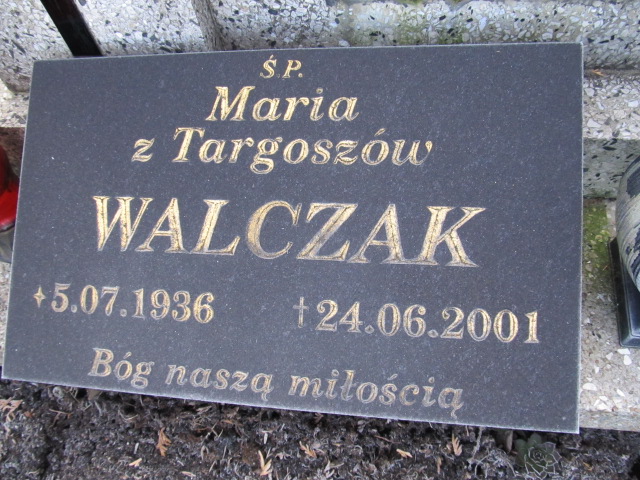 Ś.P.
Maria
z Targoszów
WALCZAK
5.07.1936 †24.06.2001
Bóg naszą miłością